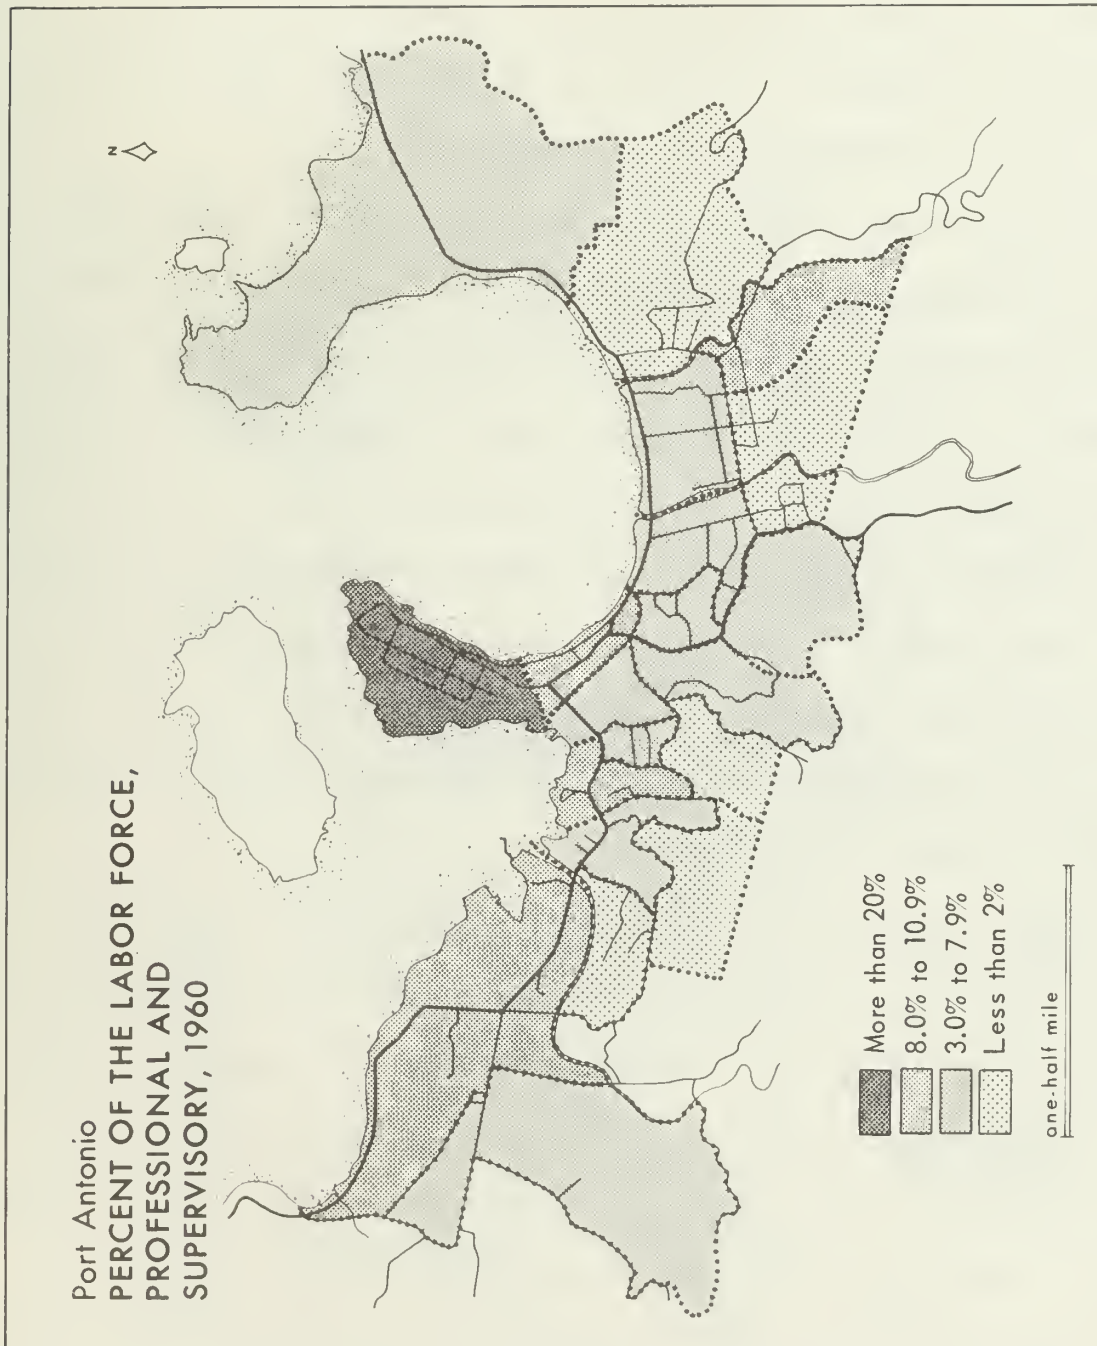 Port Antonio
PERCENT OF THE LABOR FORCE,
PROFESSIONAL AND
SUPERVISORY, 1960
N
More than 20%
8.0% to 10.9%
3.0% to 7.9%
Less than 2%
one-half mile